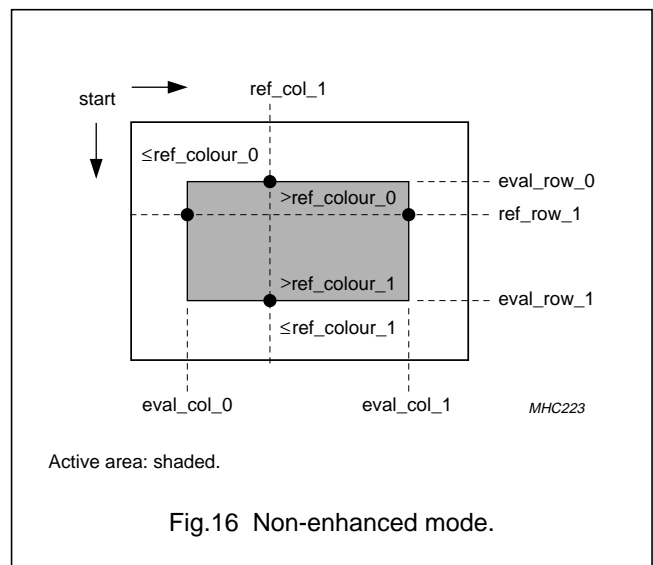 start
ref_col_1
≤ref_colour_0
eval_row_0
>ref_colour_0
ref_row_1
>ref_colour_1
eval_row_1
≤ref_colour_1
eval_col_0
eval_col_1
MHC223
Active area: shaded.
Fig.16 Non-enhanced mode.